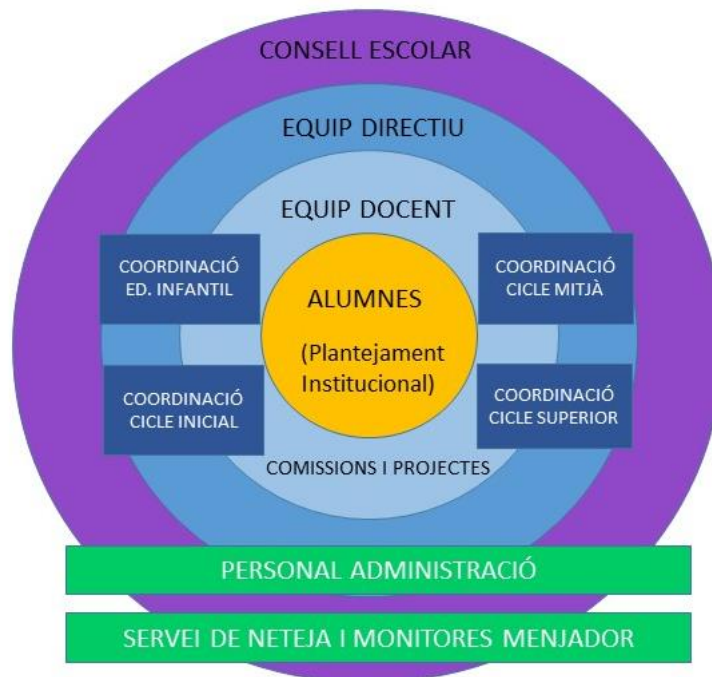 CONSELL ESCOLAR
EQUIP DIRECTIU
EQUIP DOCENT
COORDINACIÓ
ED. INFANTIL
COORDINACIÓ
CICLE MITJÀ
ALUMNES
(Plantejament
Institucional)
COORDINACIÓ
CICLE INICIAL
COORDINACIÓ
CICLE SUPERIOR
COMISSIONS I PROJECTES
PERSONAL ADMINISTRACIÓ
SERVEI DE NETEJA I MONITORES MENJADOR